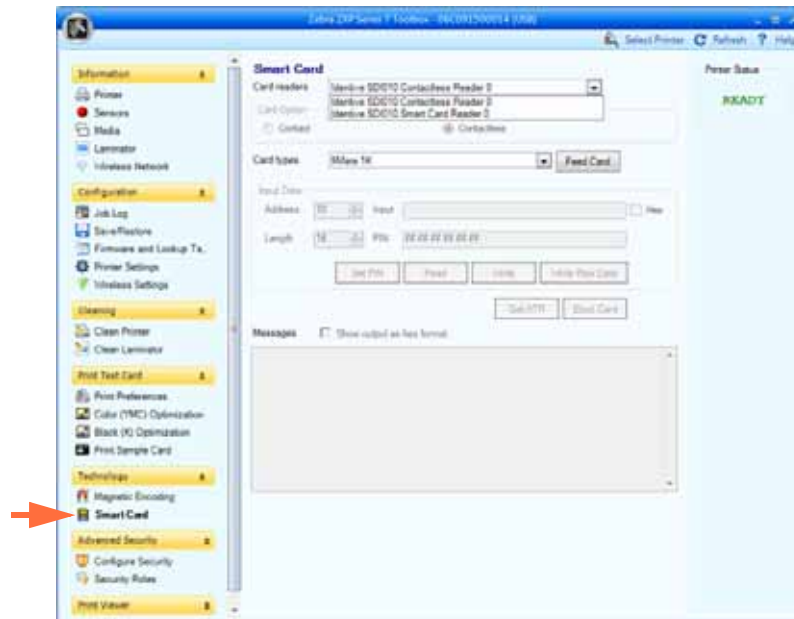 Zebra ZXP Series 7 Toolbox - 06C091500014 (USB)
Select Printer Refresh ? Help
Information
Printer
Sensors
Media
Laminator
Wireless Network
Configuration
Job Log
Save/Restore
Firmware and Lookup Ta..
Printer Settings
Wireless Settings
Cleaning
Clean Printer
Clean Laminator
Print Test Card
Print Preferences
Color (YMC) Optimization
Black (K) Optimization
Print Sample Card
Technology
Magnetic Encoding
Smart Card
Advanced Security
Configure Security
Security Roles
Print Viewer
Smart Card
Card readers Identive SDI010 Contactless Reader 0
Identive SDI010 Contactless Reader 0
Identive SDI010 Smart Card Reader 0
Card Option
Contact Contactless
Card types Mifare 1K Feed Card
Input Data
Address Input Hex
Length 16 PIN ## ## ## ## ## ##
Set PIN Read Write Write Raw Data
Get ATR Eject Card
Messages Show output as hex format
Printer Status
READY